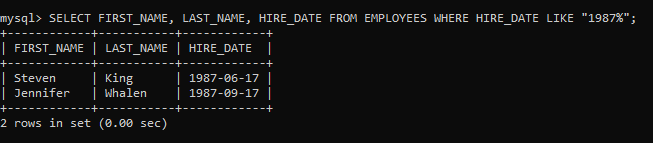 mysql> SELECT FIRST_NAME, LAST_NAME, HIRE_DATE FROM EMPLOYEES WHERE HIRE_DATE LIKE "1987%";
+------------+-----------+------------+
| FIRST_NAME | LAST_NAME | HIRE_DATE  |
+------------+-----------+------------+
| Steven     | King      | 1987-06-17 |
| Jennifer   | Whalen    | 1987-09-17 |
+------------+-----------+------------+
2 rows in set (0.00 sec)